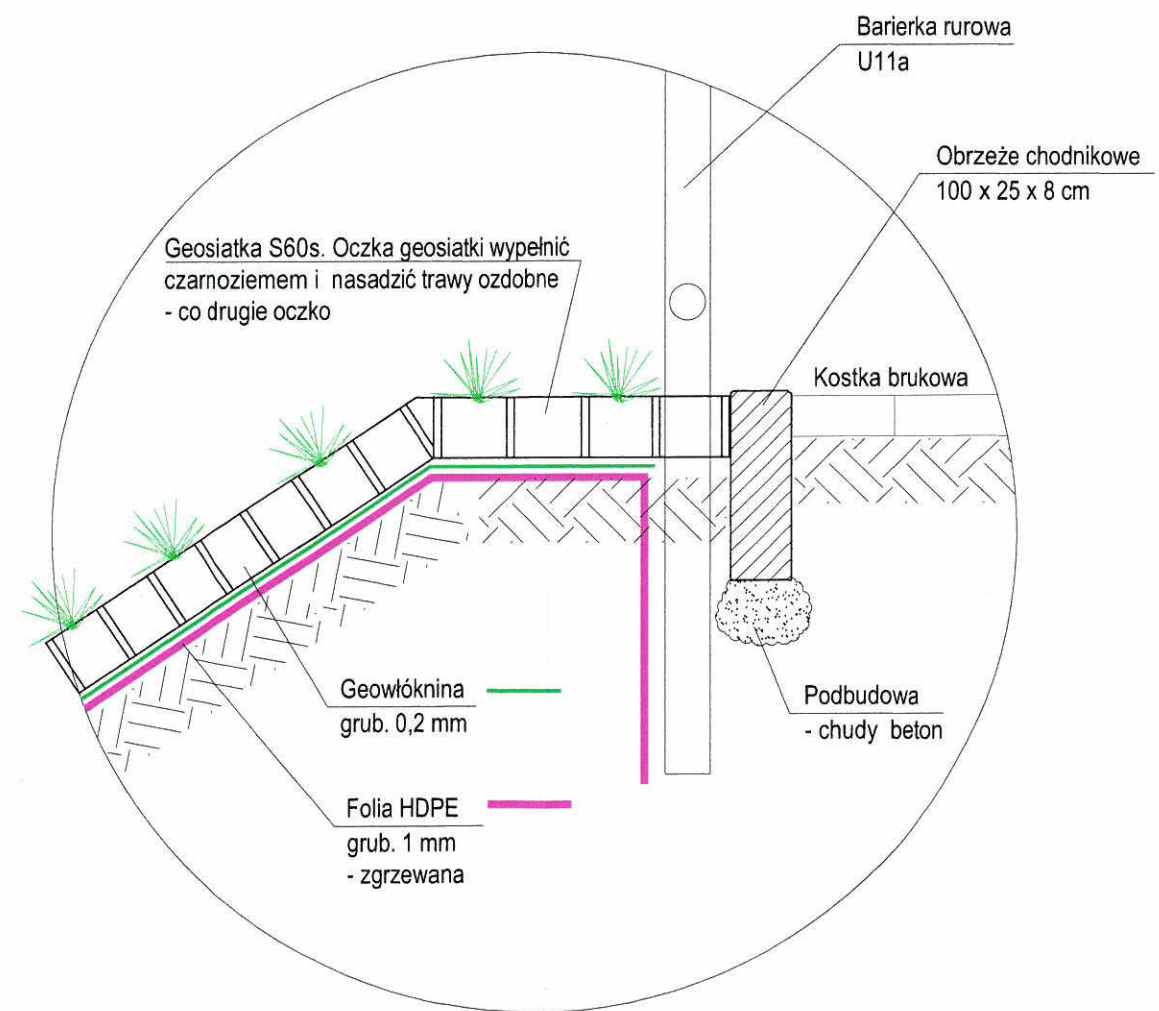 Barierka rurowa
U11a
Obrzeże chodnikowe
100 x 25 x 8 cm
Geosiatka S60s. Oczka geosiatki wypełnić
czarnoziemem i nasadzić trawy ozdobne
- co drugie oczko
Kostka brukowa
Geowłóknina
grub. 0,2 mm
Podbudowa
- chudy beton
Folia HDPE
grub. 1 mm
- zgrzewana